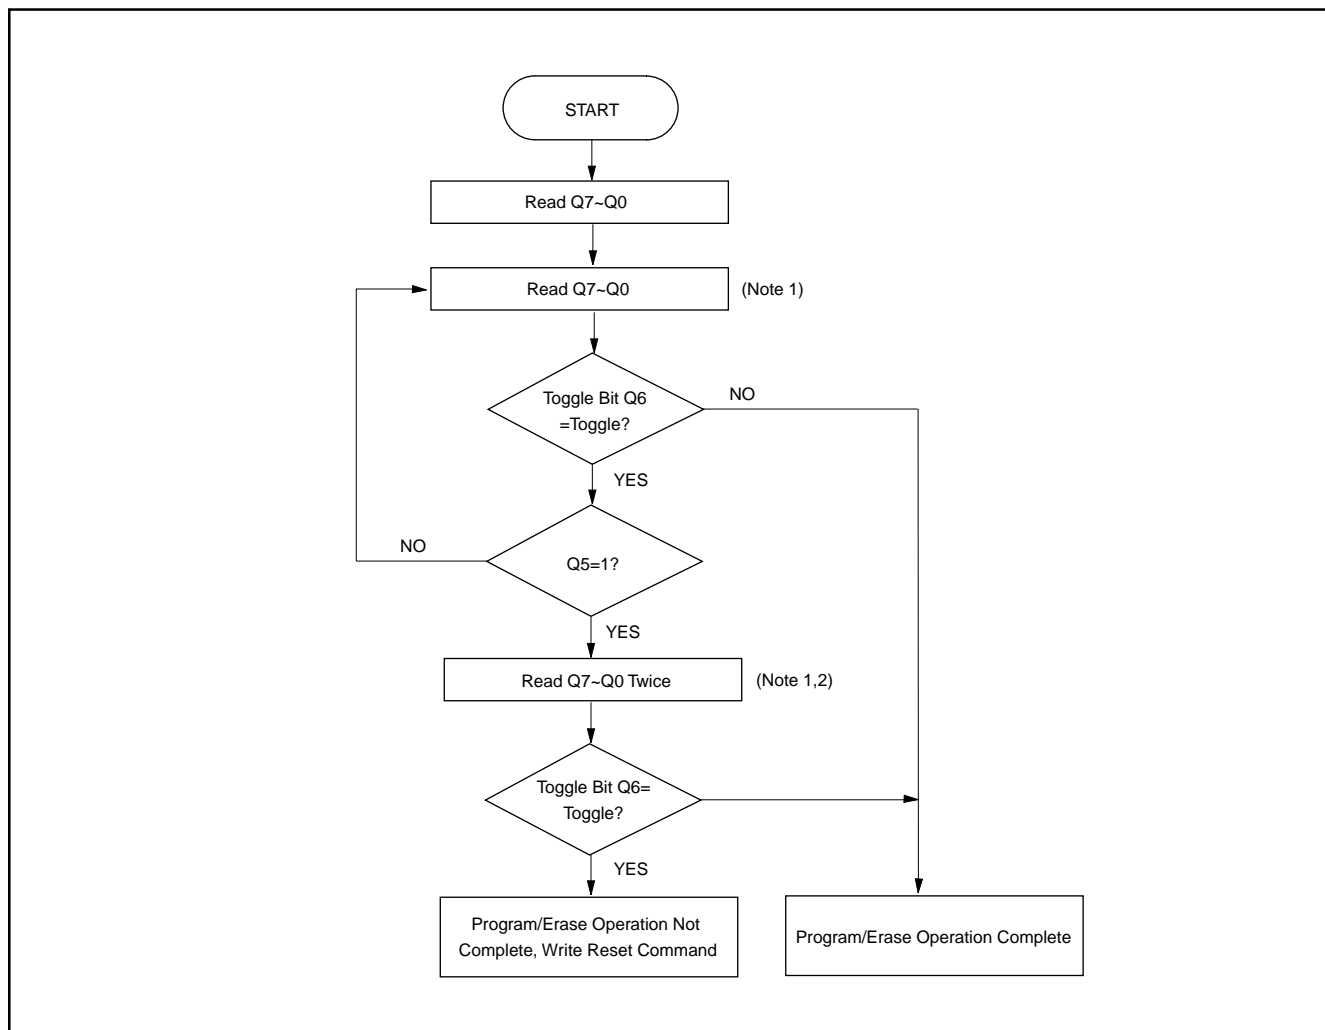 START
Read Q7~Q0
Read Q7~Q0
(Note 1)
Toggle Bit Q6
=Toggle?
NO
YES
NO
Q5=1?
YES
Read Q7~Q0 Twice
(Note 1,2)
Toggle Bit Q6=
Toggle?
YES
Program/Erase Operation Not
Complete, Write Reset Command
Program/Erase Operation Complete